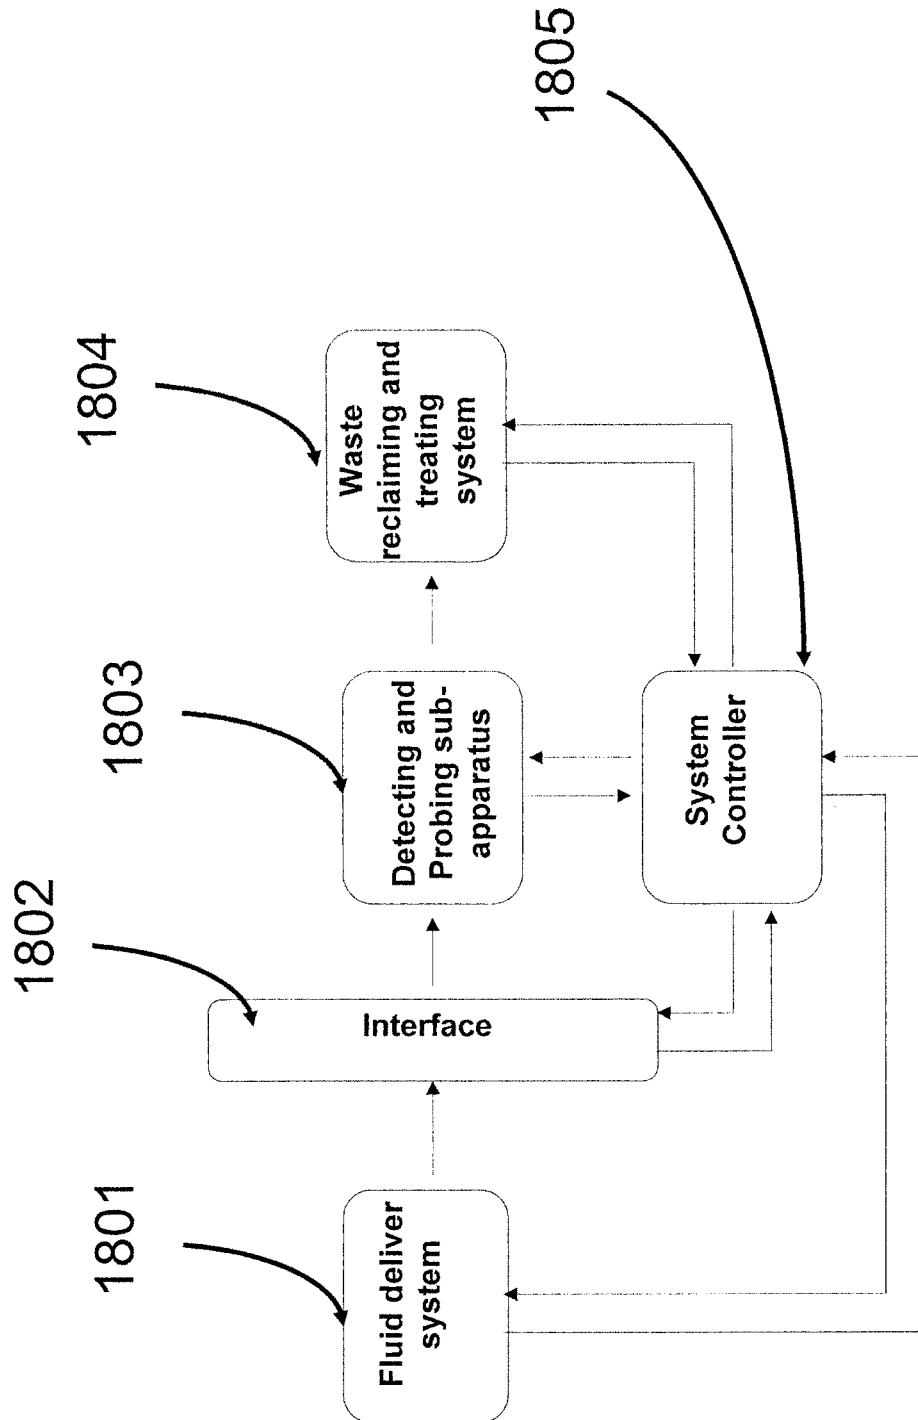 1801
1802
1803
1804
1805
Fluid deliver
system
Interface
Detecting and
Probing sub-
apparatus
Waste
reclaiming and
treating
system
System
Controller